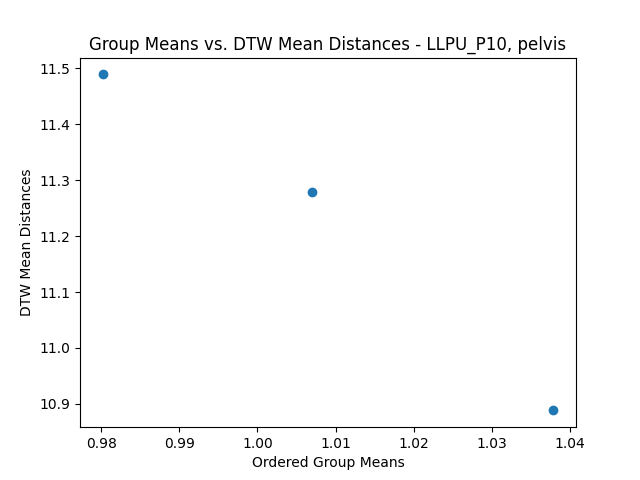 Group Means vs. DTW Mean Distances - LLPU_P10, pelvis
11.5
11.4
11.3
11.2
11.1
11.0
10.9
DTW Mean Distances
0.98 0.99 1.00 1.01 1.02 1.03 1.04
Ordered Group Means